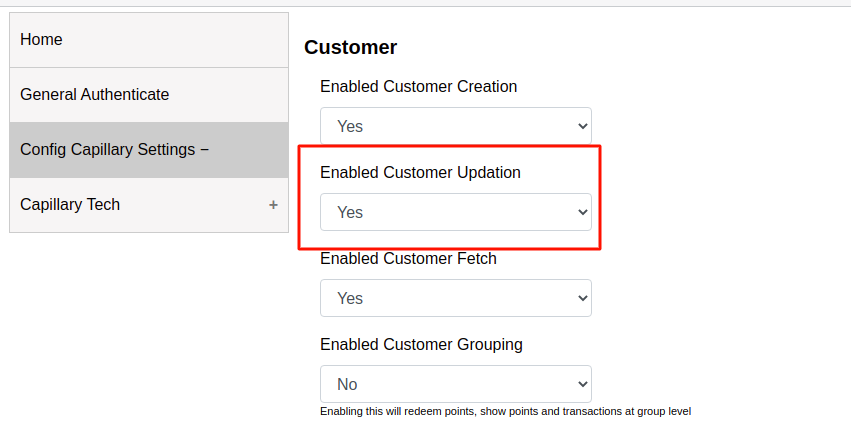 Home
General Authenticate
Config Capillary Settings −
Capillary Tech +
Customer
Enabled Customer Creation
Yes
Enabled Customer Updation
Yes
Enabled Customer Fetch
Yes
Enabled Customer Grouping
No
Enabling this will redeem points, show points and transactions at group level